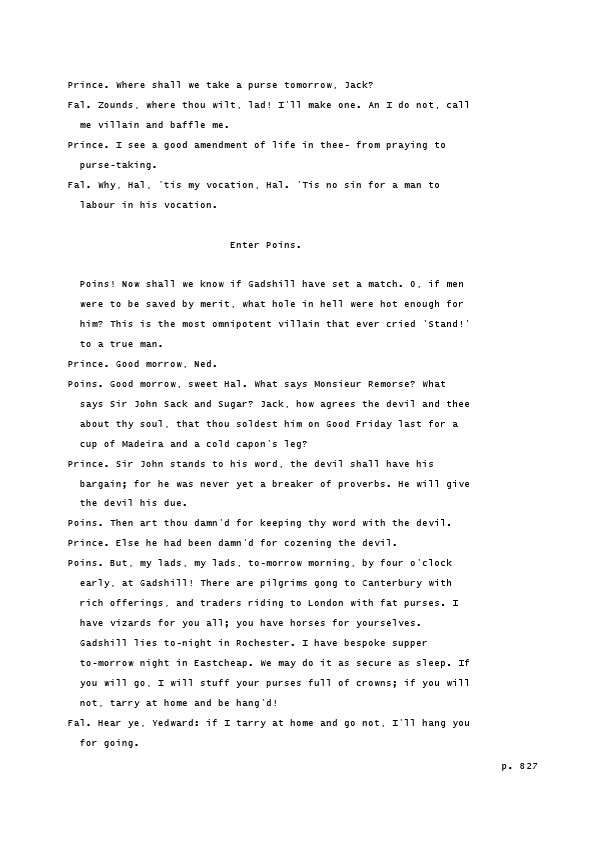 Prince. Where shall we take a purse tomorrow, Jack?
Fal. Zounds, where thou wilt, lad! I'll make one. An I do not, call
me villain and baffle me.
Prince. I see a good amendment of life in thee- from praying to
purse-taking.
Fal. Why, Hal, 'tis my vocation, Hal. 'Tis no sin for a man to
labour in his vocation.
Enter Poins.
Poins! Now shall we know if Gadshill have set a match. O, if men
were to be saved by merit, what hole in hell were hot enough for
him? This is the most omnipotent villain that ever cried 'Stand!'
to a true man.
Prince. Good morrow, Ned.
Poins. Good morrow, sweet Hal. What says Monsieur Remorse? What
says Sir John Sack and Sugar? Jack, how agrees the devil and thee
about thy soul, that thou soldest him on Good Friday last for a
cup of Madeira and a cold capon's leg?
Prince. Sir John stands to his word, the devil shall have his
bargain; for he was never yet a breaker of proverbs. He will give
the devil his due.
Poins. Then art thou damn'd for keeping thy word with the devil.
Prince. Else he had been damn'd for cozening the devil.
Poins. But, my lads, my lads, to-morrow morning, by four o'clock
early, at Gadshill! There are pilgrims gong to Canterbury with
rich offerings, and traders riding to London with fat purses. I
have vizards for you all; you have horses for yourselves.
Gadshill lies to-night in Rochester. I have bespoke supper
to-morrow night in Eastcheap. We may do it as secure as sleep. If
you will go, I will stuff your purses full of crowns; if you will
not, tarry at home and be hang'd!
Fal. Hear ye, Yedward: if I tarry at home and go not, I'll hang you
for going.
p. 827